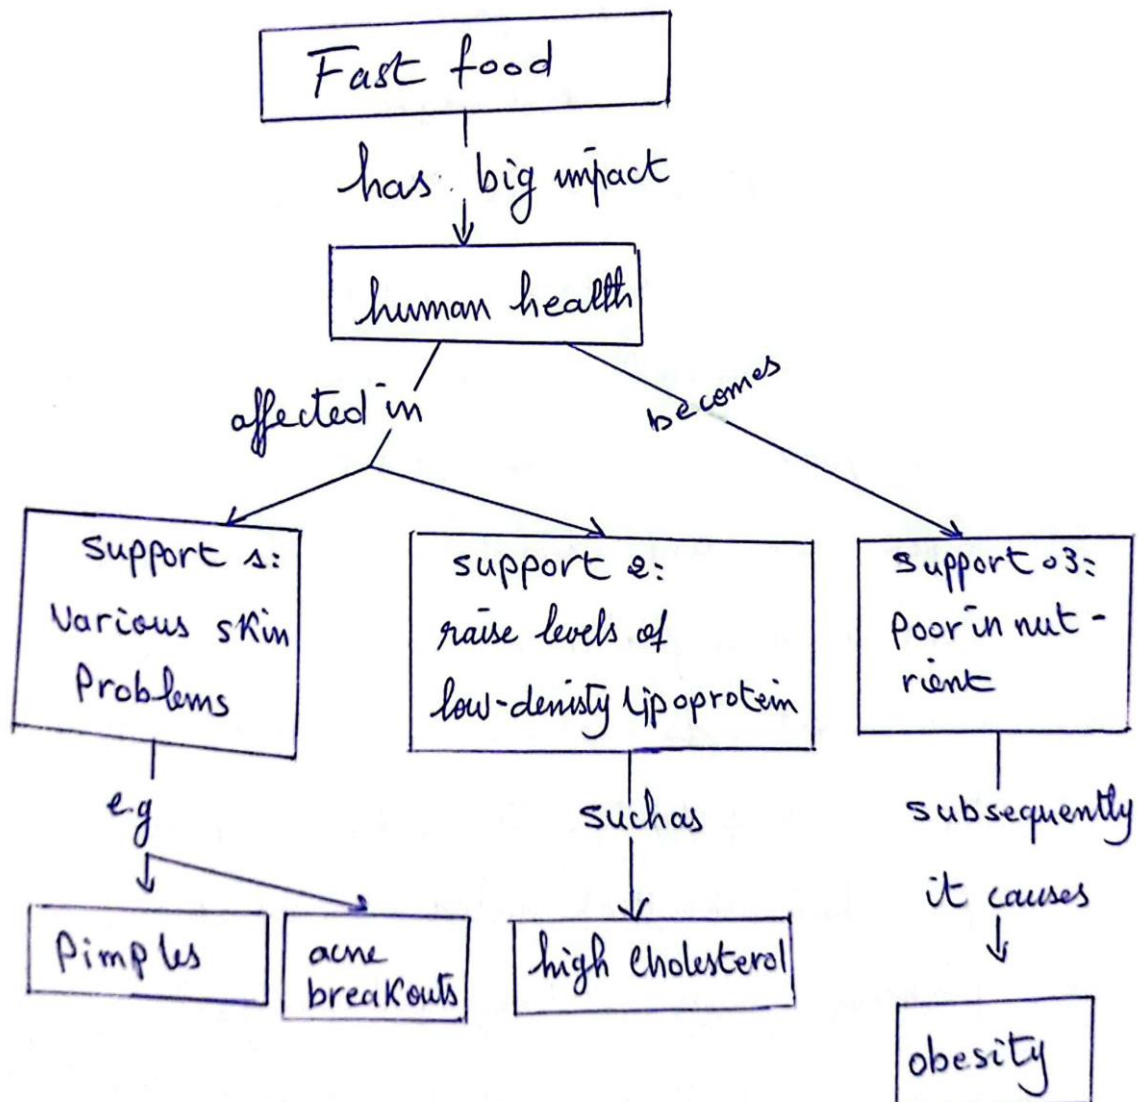 Fast food
has big impact
human health
affected in
becomes
support 1:
Various skin
Problems
support 2:
raise levels of
low-denisty lipoprotein
support 03:
Poor in nut-
rient
e.g
such as
subsequently
it causes
Pimples
acne
breakouts
high cholesterol
obesity